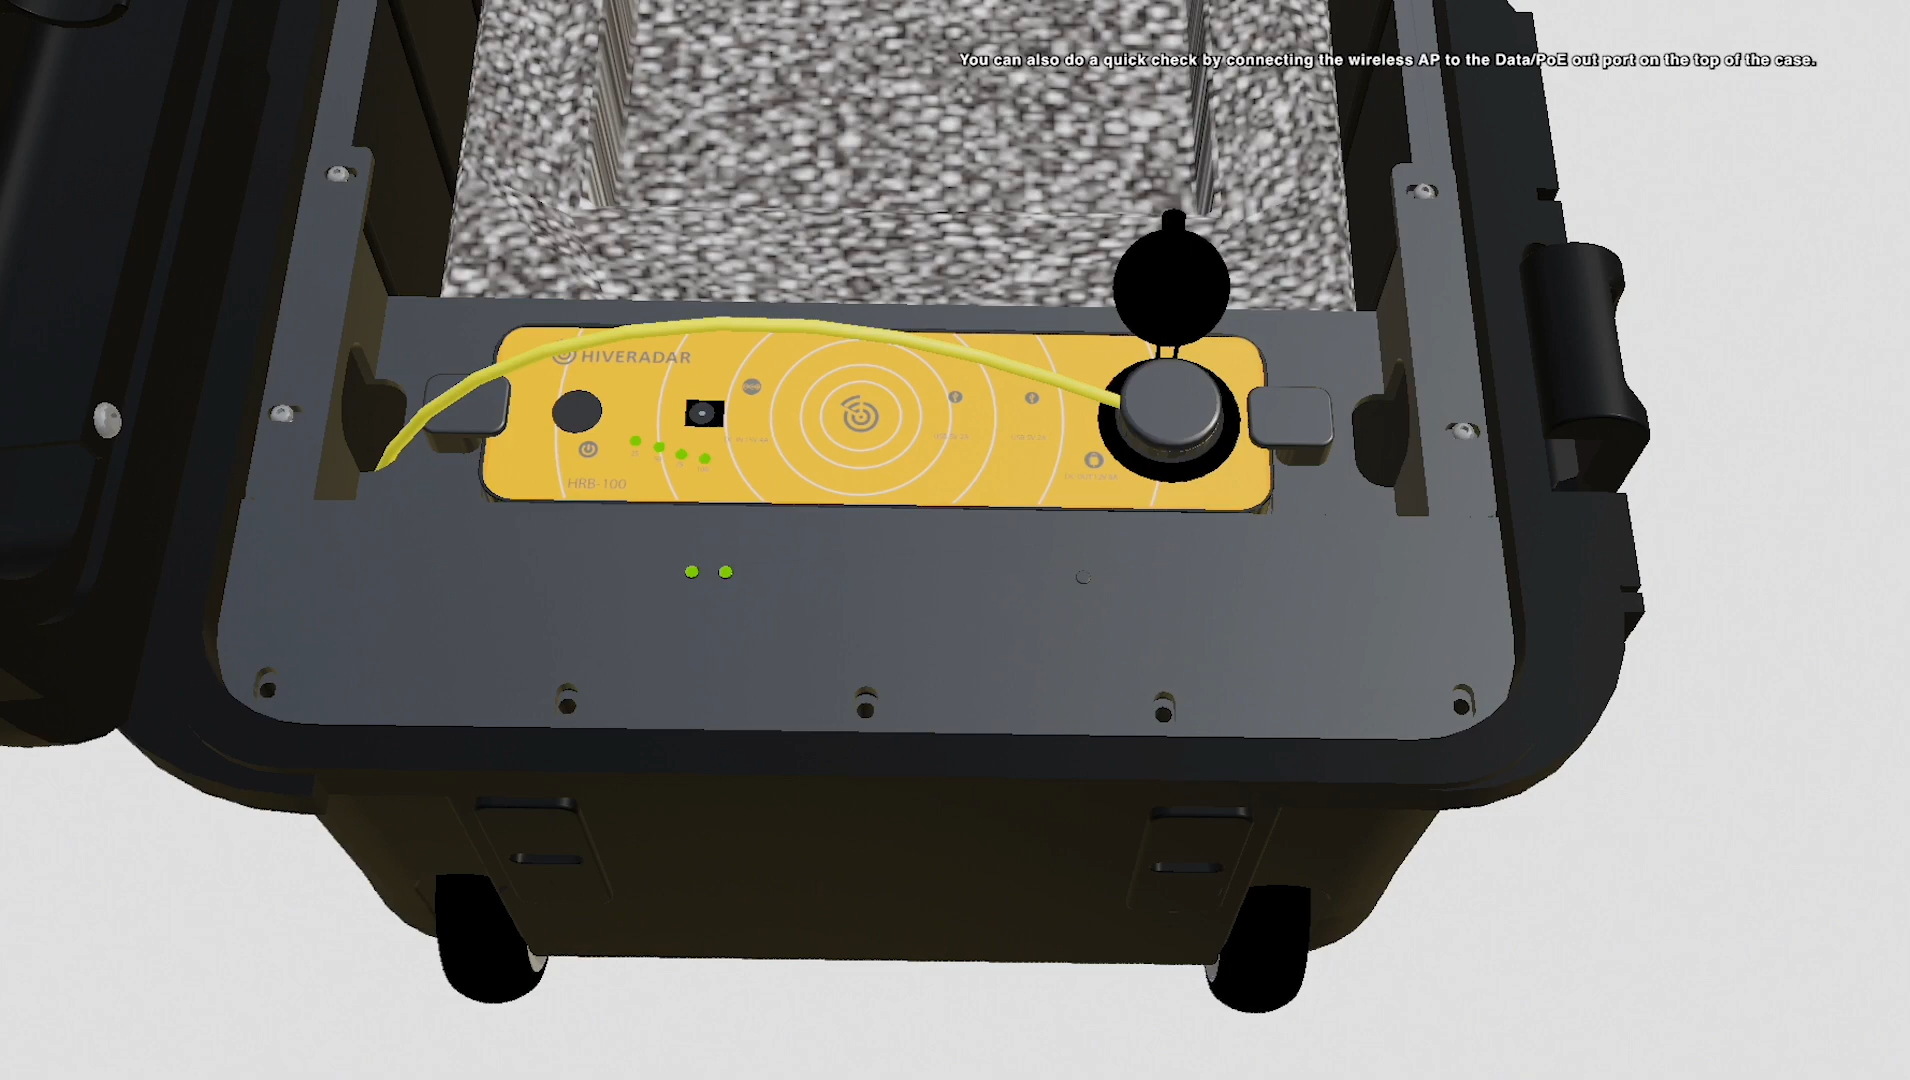 You can also do a quick check by connecting the wireless AP to the Data/PoE out port on the top of the case.
HIVERADAR
HRB-100